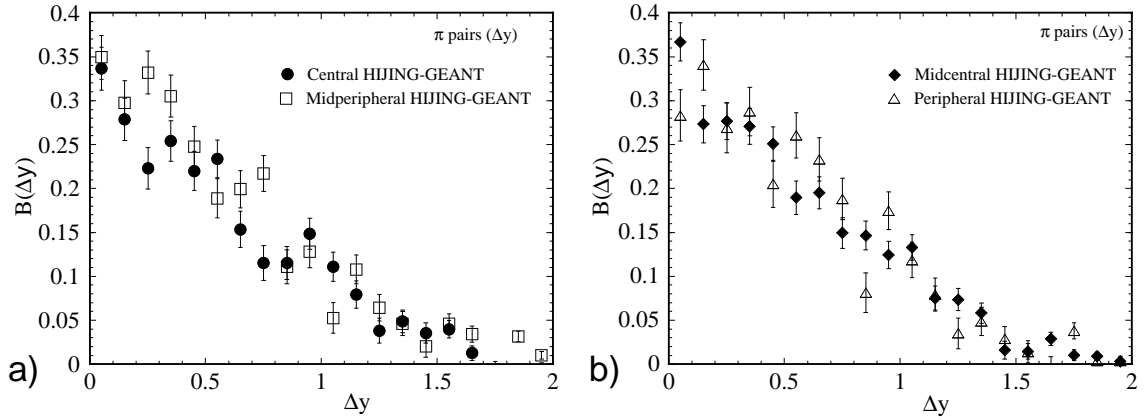 0.4
0.35
0.3
0.25
0.2
0.15
0.1
0.05
0
B(Δy)
π pairs (Δy)
Central HIJING-GEANT
Midperipheral HIJING-GEANT
0 0.5 1 1.5 2
Δy
a)
0.4
0.35
0.3
0.25
0.2
0.15
0.1
0.05
0
B(Δy)
π pairs (Δy)
Midcentral HIJING-GEANT
Peripheral HIJING-GEANT
0 0.5 1 1.5 2
Δy
b)